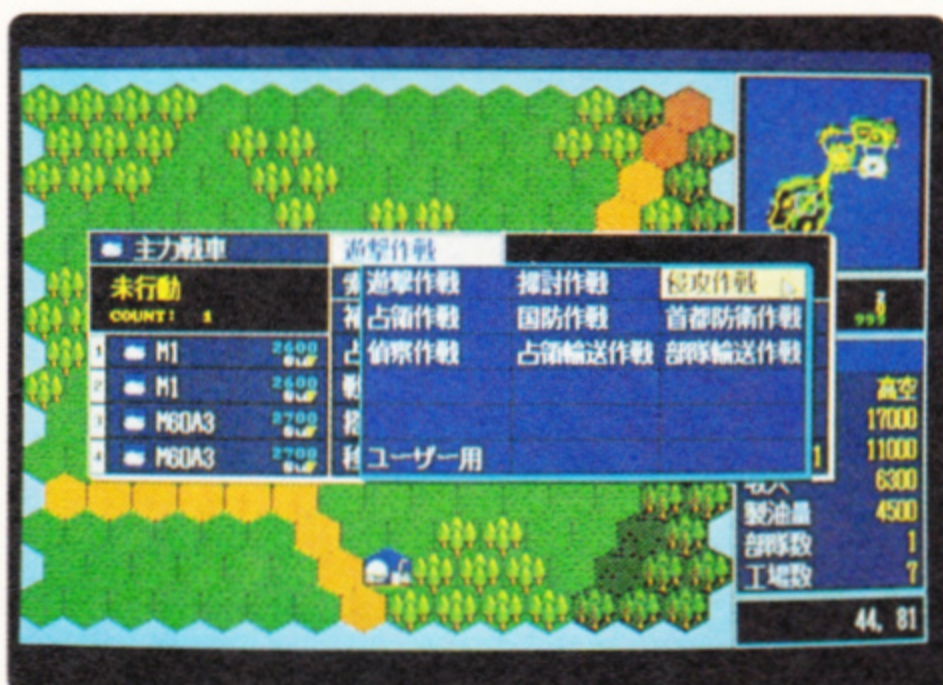 主力戦車
遊撃作戦
未行動
COUNT: 1
遊撃作戦 掃討作戦 侵攻作戦
占領作戦 国防作戦 首都防衛作戦
偵察作戦 占領輸送作戦 部隊輸送作戦
ユーザー用
1 M1 2600
2 M1 2600
3 M60A3 2700
4 M60A3 2700
1
999
高空
17000
11000
収入 6300
製油量 4500
部隊数 1
工場数 7
44, 81